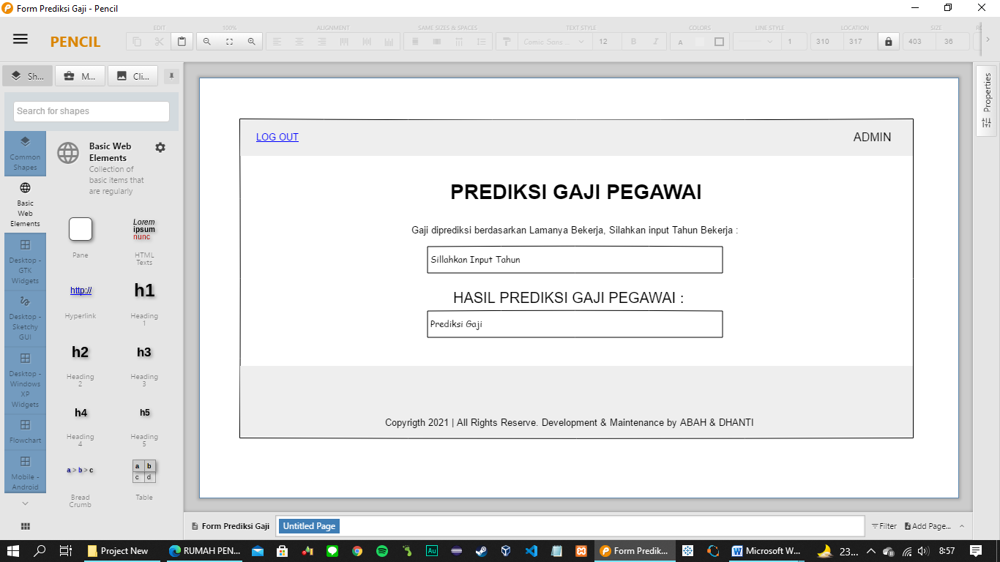 Form Prediksi Gaji - Pencil
PENCIL
EDIT
100%
ALIGNMENT
SAME SIZES & SPACES
TEXT STYLE
COLORS
LINE STYLE
LOCATION
SIZE
Comic Sans ...
12
B
I
A
1
310
317
403
36
Sh...
M...
Cli...
Properties
Search for shapes
Common
Shapes
Basic
Web
Elements
Desktop -
GTK
Widgets
Desktop -
Sketchy
GUI
Desktop -
Windows
XP
Widgets
Flowchart
Mobile -
Android
Basic Web
Elements
Collection of
basic items that
are regularly
Pane
Lorem
ipsum
nunc
HTML
Texts
http://
Hyperlink
h1
Heading
1
h2
Heading
2
h3
Heading
3
h4
Heading
4
h5
Heading
5
a > b > c
Bread
Crumb
a b
c d
Table
LOG OUT
ADMIN
PREDIKSI GAJI PEGAWAI
Gaji diprediksi berdasarkan Lamanya Bekerja, Silahkan input Tahun Bekerja :
Sillahkan Input Tahun
HASIL PREDIKSI GAJI PEGAWAI :
Prediksi Gaji
Copyrigth 2021 | All Rights Reserve. Development & Maintenance by ABAH & DHANTI
Form Prediksi Gaji
Untitled Page
Filter
Add Page...
Project New
RUMAH PEN...
Au
Form Predik...
Microsoft W...
23...
8:57